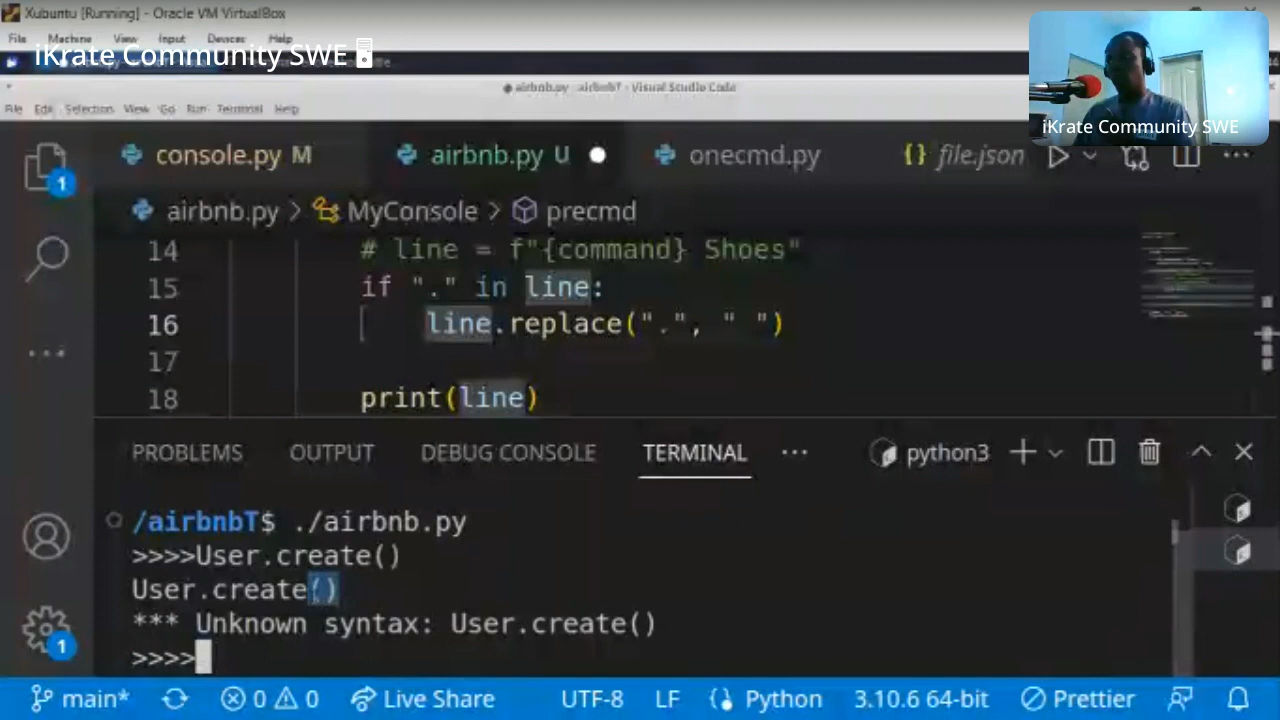 Xubuntu [Running] - Oracle VM VirtualBox
File Machine View Input Devices Help
iKrate Community SWE
airbnb.py - airbnbT - Visual Studio Code
File Edit Selection View Go Run Terminal Help
iKrate Community SWE
console.py M airbnb.py U onecmd.py {} file.json
airbnb.py > MyConsole > precmd
14 # line = f"{command} Shoes"
15 if "." in line:
16 line.replace(".", " ")
17
18 print(line)
PROBLEMS OUTPUT DEBUG CONSOLE TERMINAL ... python3
/airbnbT$ ./airbnb.py
>>>>User.create()
User.create()
*** Unknown syntax: User.create()
>>>>
1
1
main* 0 0 Live Share UTF-8 LF {} Python 3.10.6 64-bit Prettier